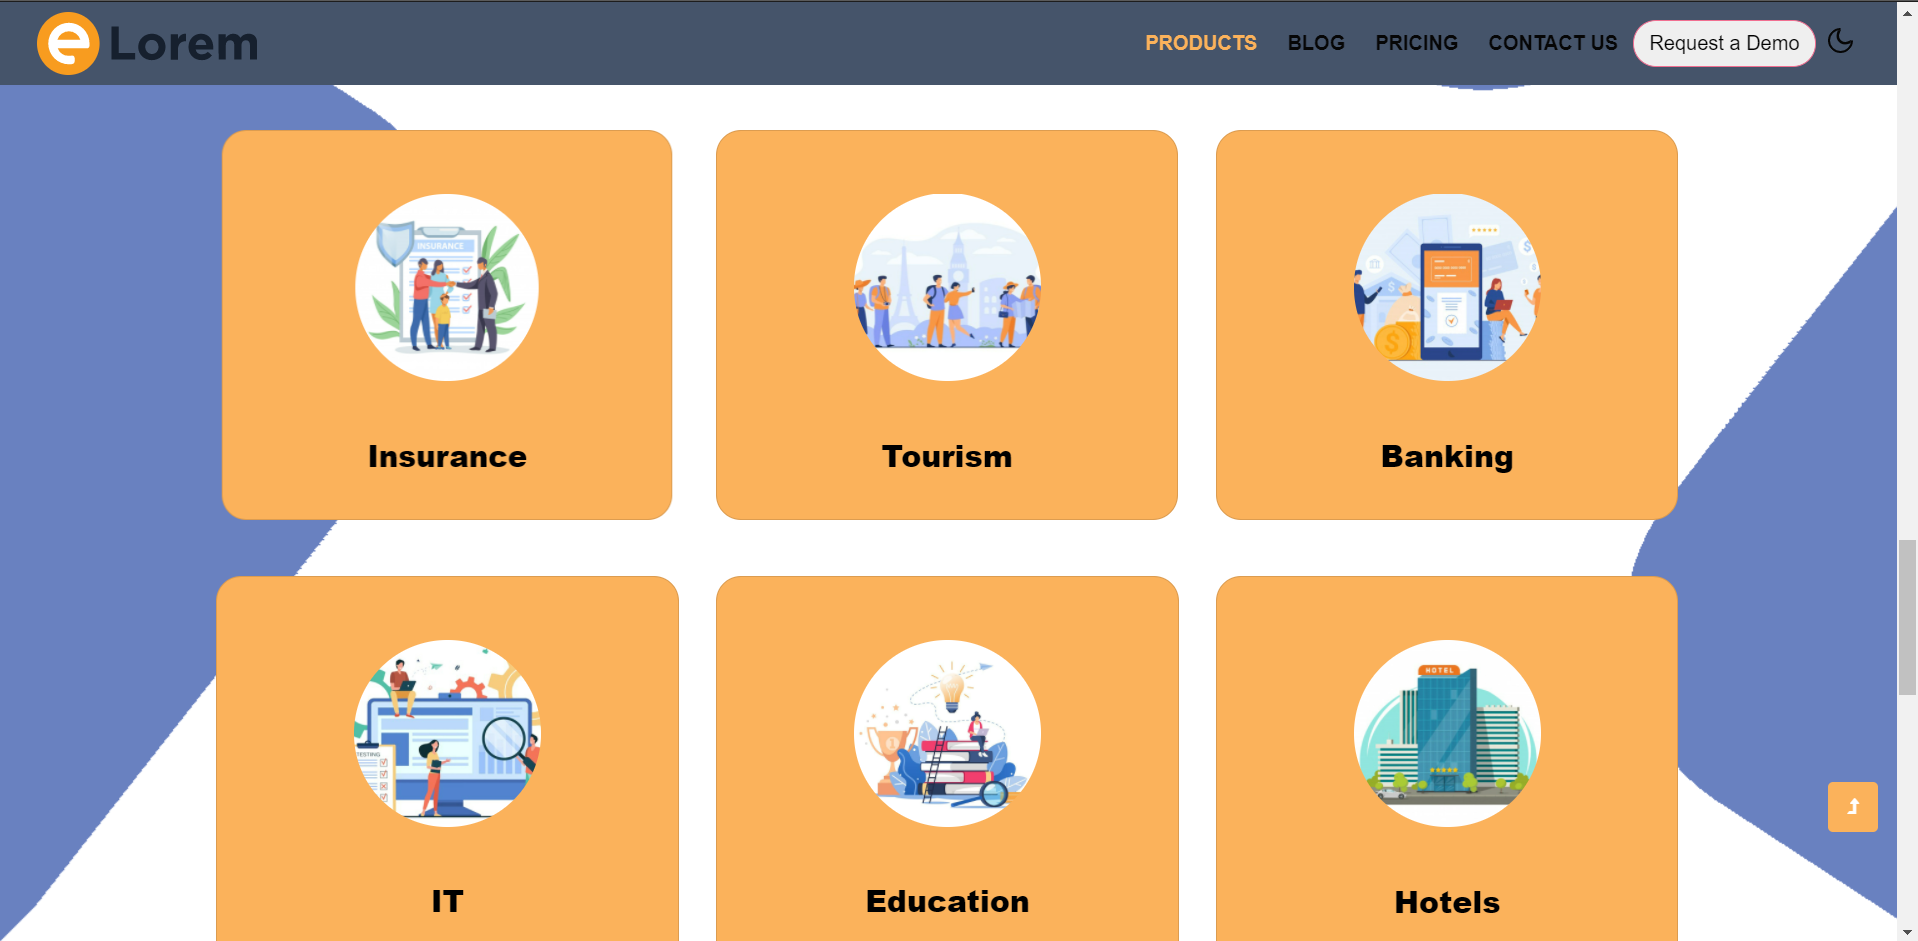 e Lorem
PRODUCTS BLOG PRICING CONTACT US Request a Demo
INSURANCE
Insurance
Tourism
Banking
TESTING
HOTEL
IT
Education
Hotels